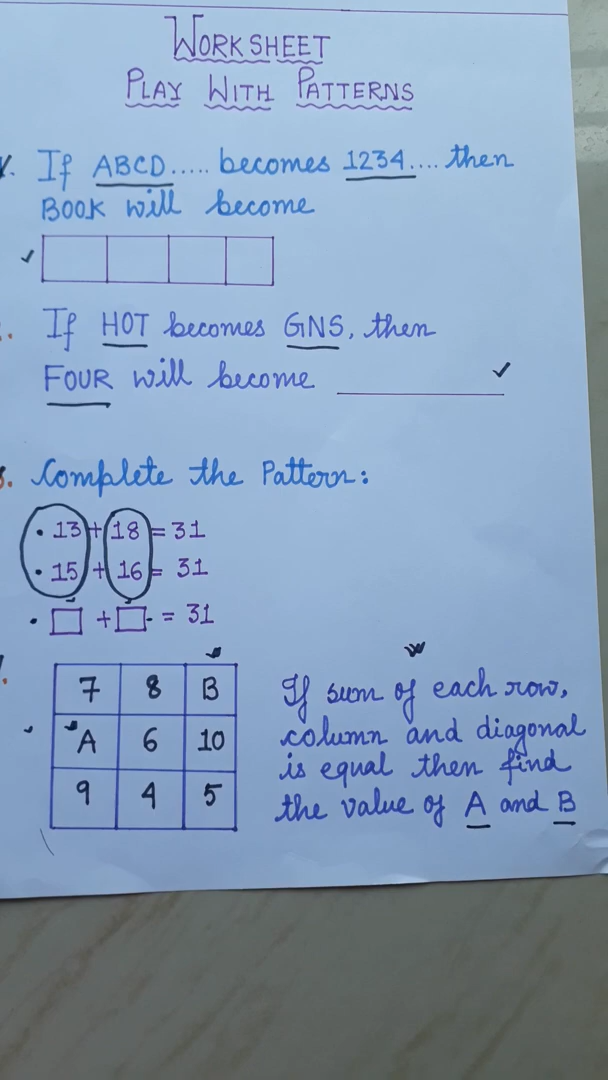 WORKSHEET
PLAY WITH PATTERNS
If ABCD..... becomes 1234.... then
BOOK will become
If HOT becomes GNS, then
FOUR will become
3. Complete the Pattern:
• 13 + 18 = 31
• 15 + 16 = 31
• + = 31
7 8 B
A 6 10
9 4 5
If sum of each row,
column and diagonal
is equal then find
the value of A and B